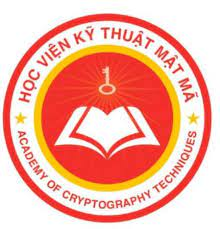 HỌC VIỆN KỸ THUẬT MẬT MÃ
ACADEMY OF CRYPTOGRAPHY TECHNIQUES